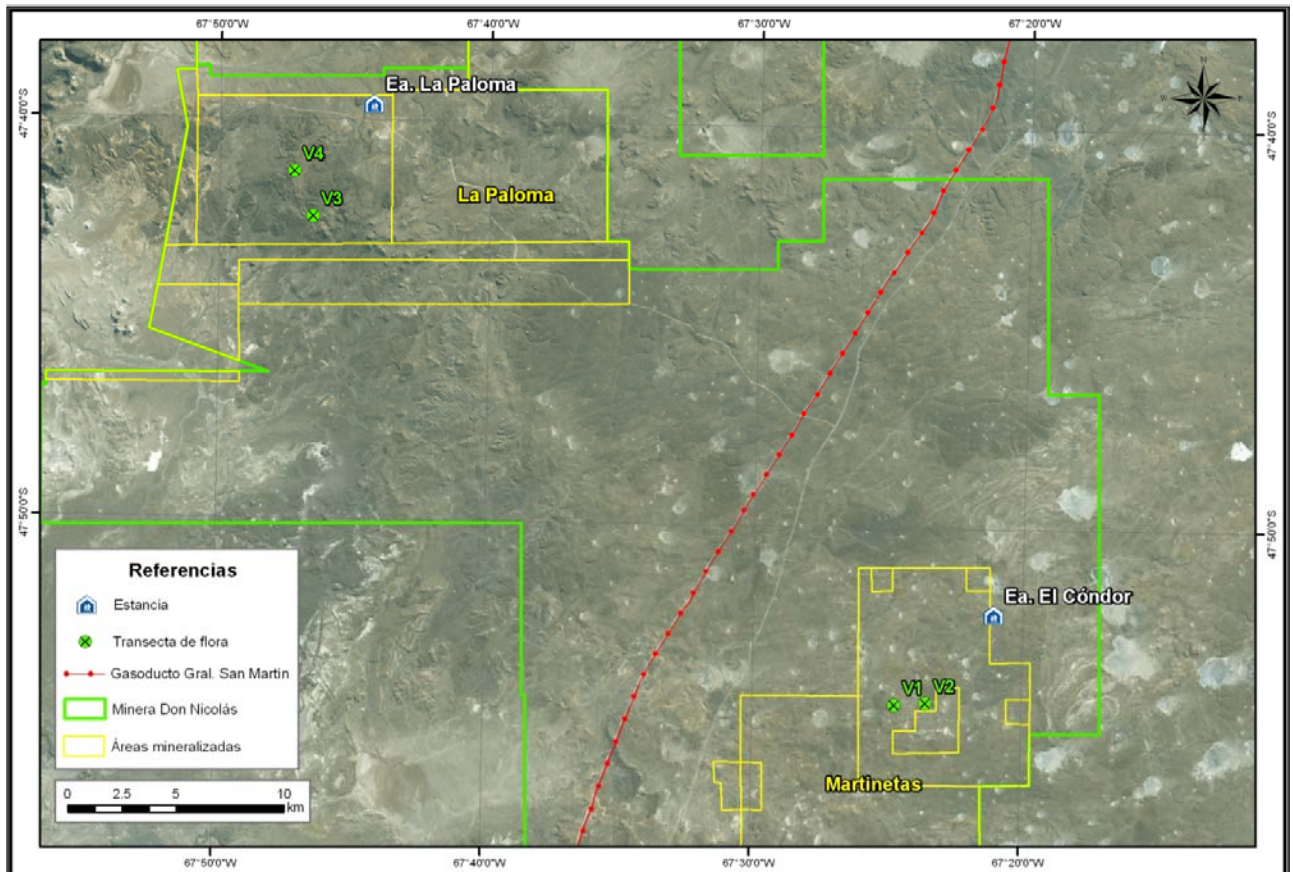 67°50'0"W 67°40'0"W 67°30'0"W 67°20'0"W
N
W E
S
Ea. La Paloma
47°40'0"S
47°40'0"S
V4
V3
La Paloma
47°50'0"S
47°50'0"S
Referencias
Estancia
Transecta de flora
Gasoducto Gral. San Martin
Minera Don Nicolás
Áreas mineralizadas
0 2.5 5 10
km
Ea. El Cóndor
V1 V2
Martinetas
67°50'0"W 67°40'0"W 67°30'0"W 67°20'0"W